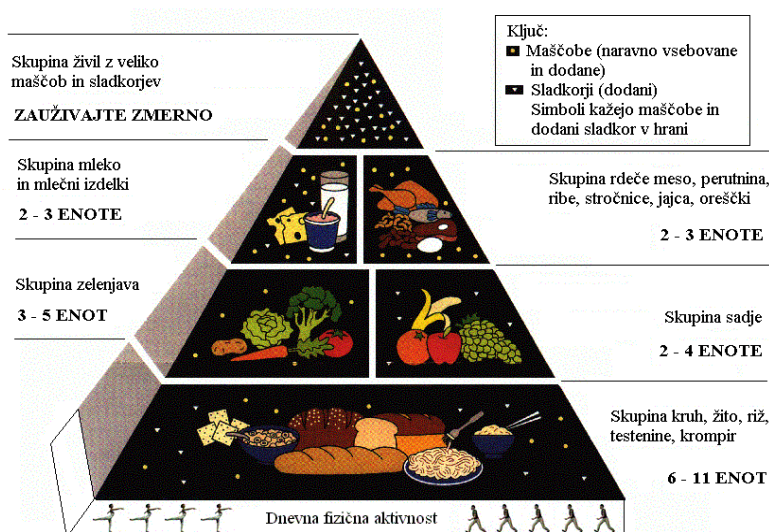 Skupina živil z veliko
maščob in sladkorjev
ZAUŽIVAJTE ZMERNO
Ključ:
Maščobe (naravno vsebovane
in dodane)
Sladkorji (dodani)
Simboli kažejo maščobe in
dodani sladkor v hrani
Skupina mleko
in mlečni izdelki
2 - 3 ENOTE
Skupina rdeče meso, perutnina,
ribe, stročnice, jajca, oreščki
2 - 3 ENOTE
Skupina zelenjava
3 - 5 ENOT
Skupina sadje
2 - 4 ENOTE
Skupina kruh, žito, riž,
testenine, krompir
6 - 11 ENOT
Dnevna fizična aktivnost